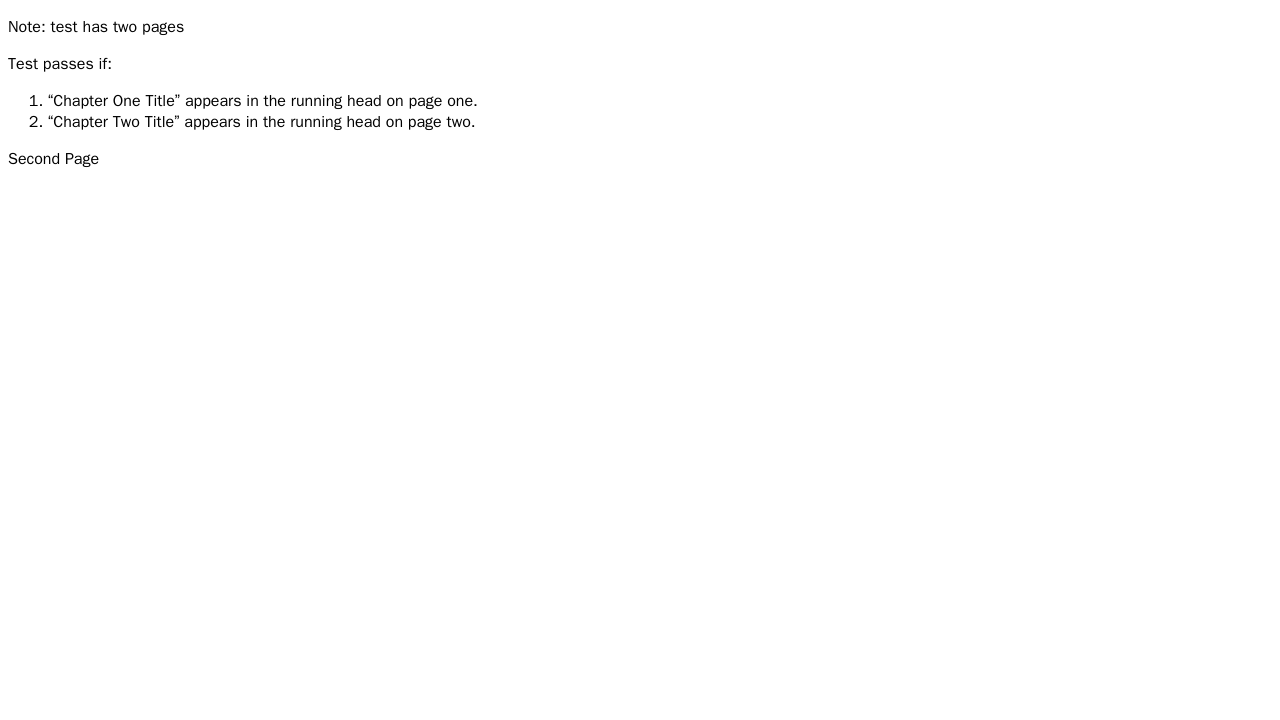 Note: test has two pages
Test passes if:
1. “Chapter One Title” appears in the running head on page one.
2. “Chapter Two Title” appears in the running head on page two.
Second Page